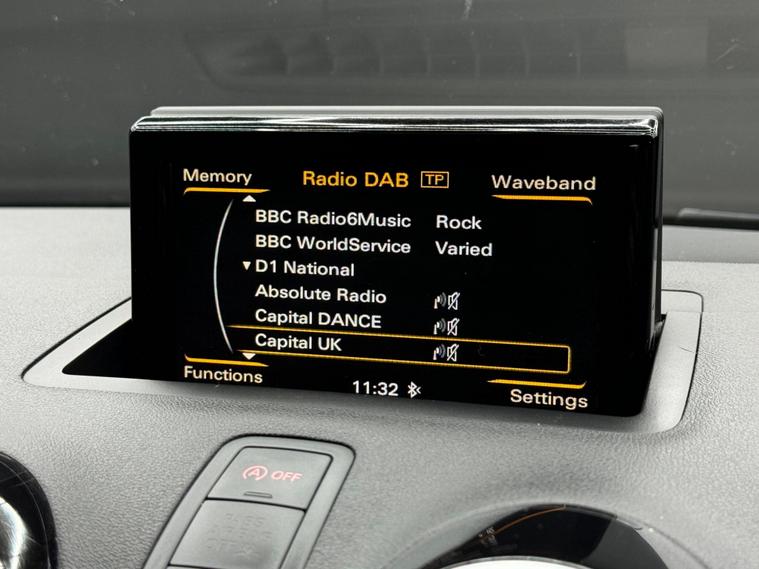 Memory
Radio DAB TP
Waveband
BBC Radio6Music Rock
BBC WorldService Varied
D1 National
Absolute Radio
Capital DANCE
Capital UK
Functions
11:32
Settings
A OFF